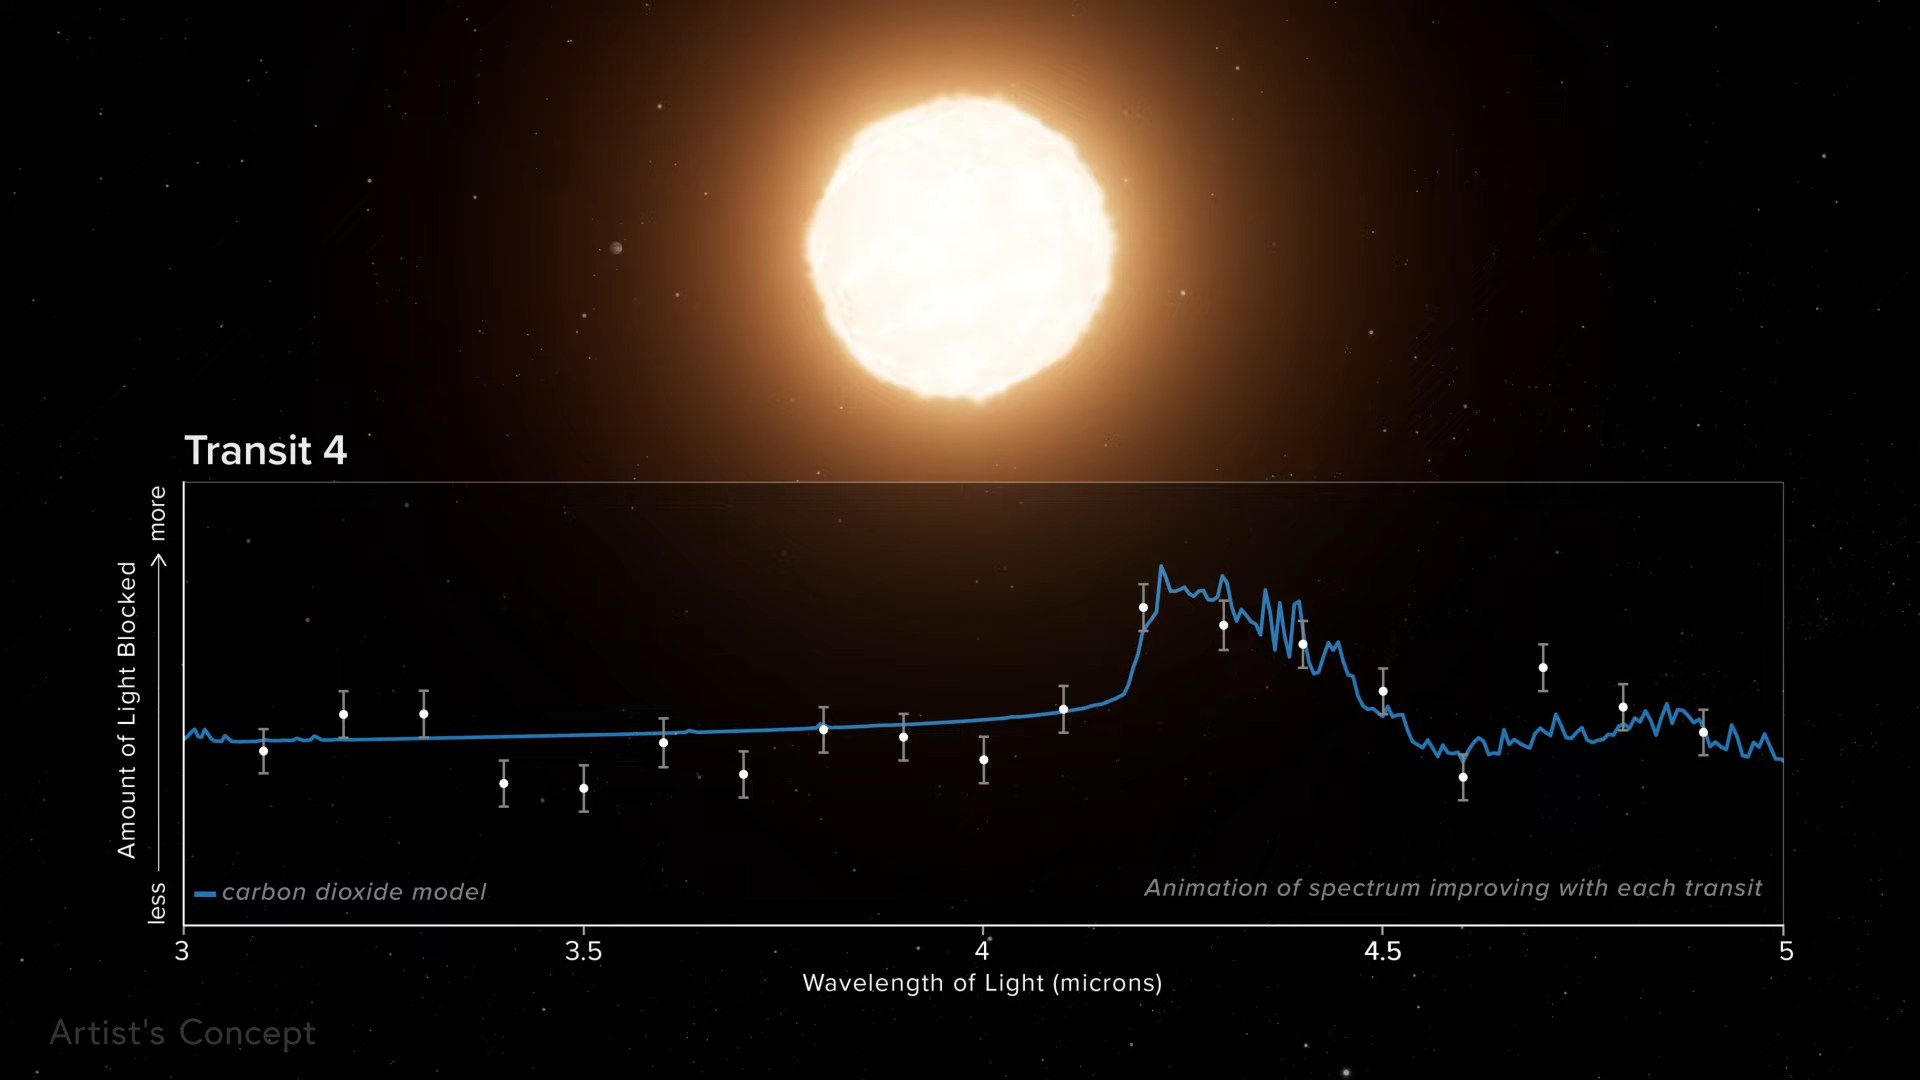 Transit 4
more
Amount of Light Blocked
less
carbon dioxide model
Animation of spectrum improving with each transit
3
3.5
4
4.5
5
Wavelength of Light (microns)
Artist's Concept